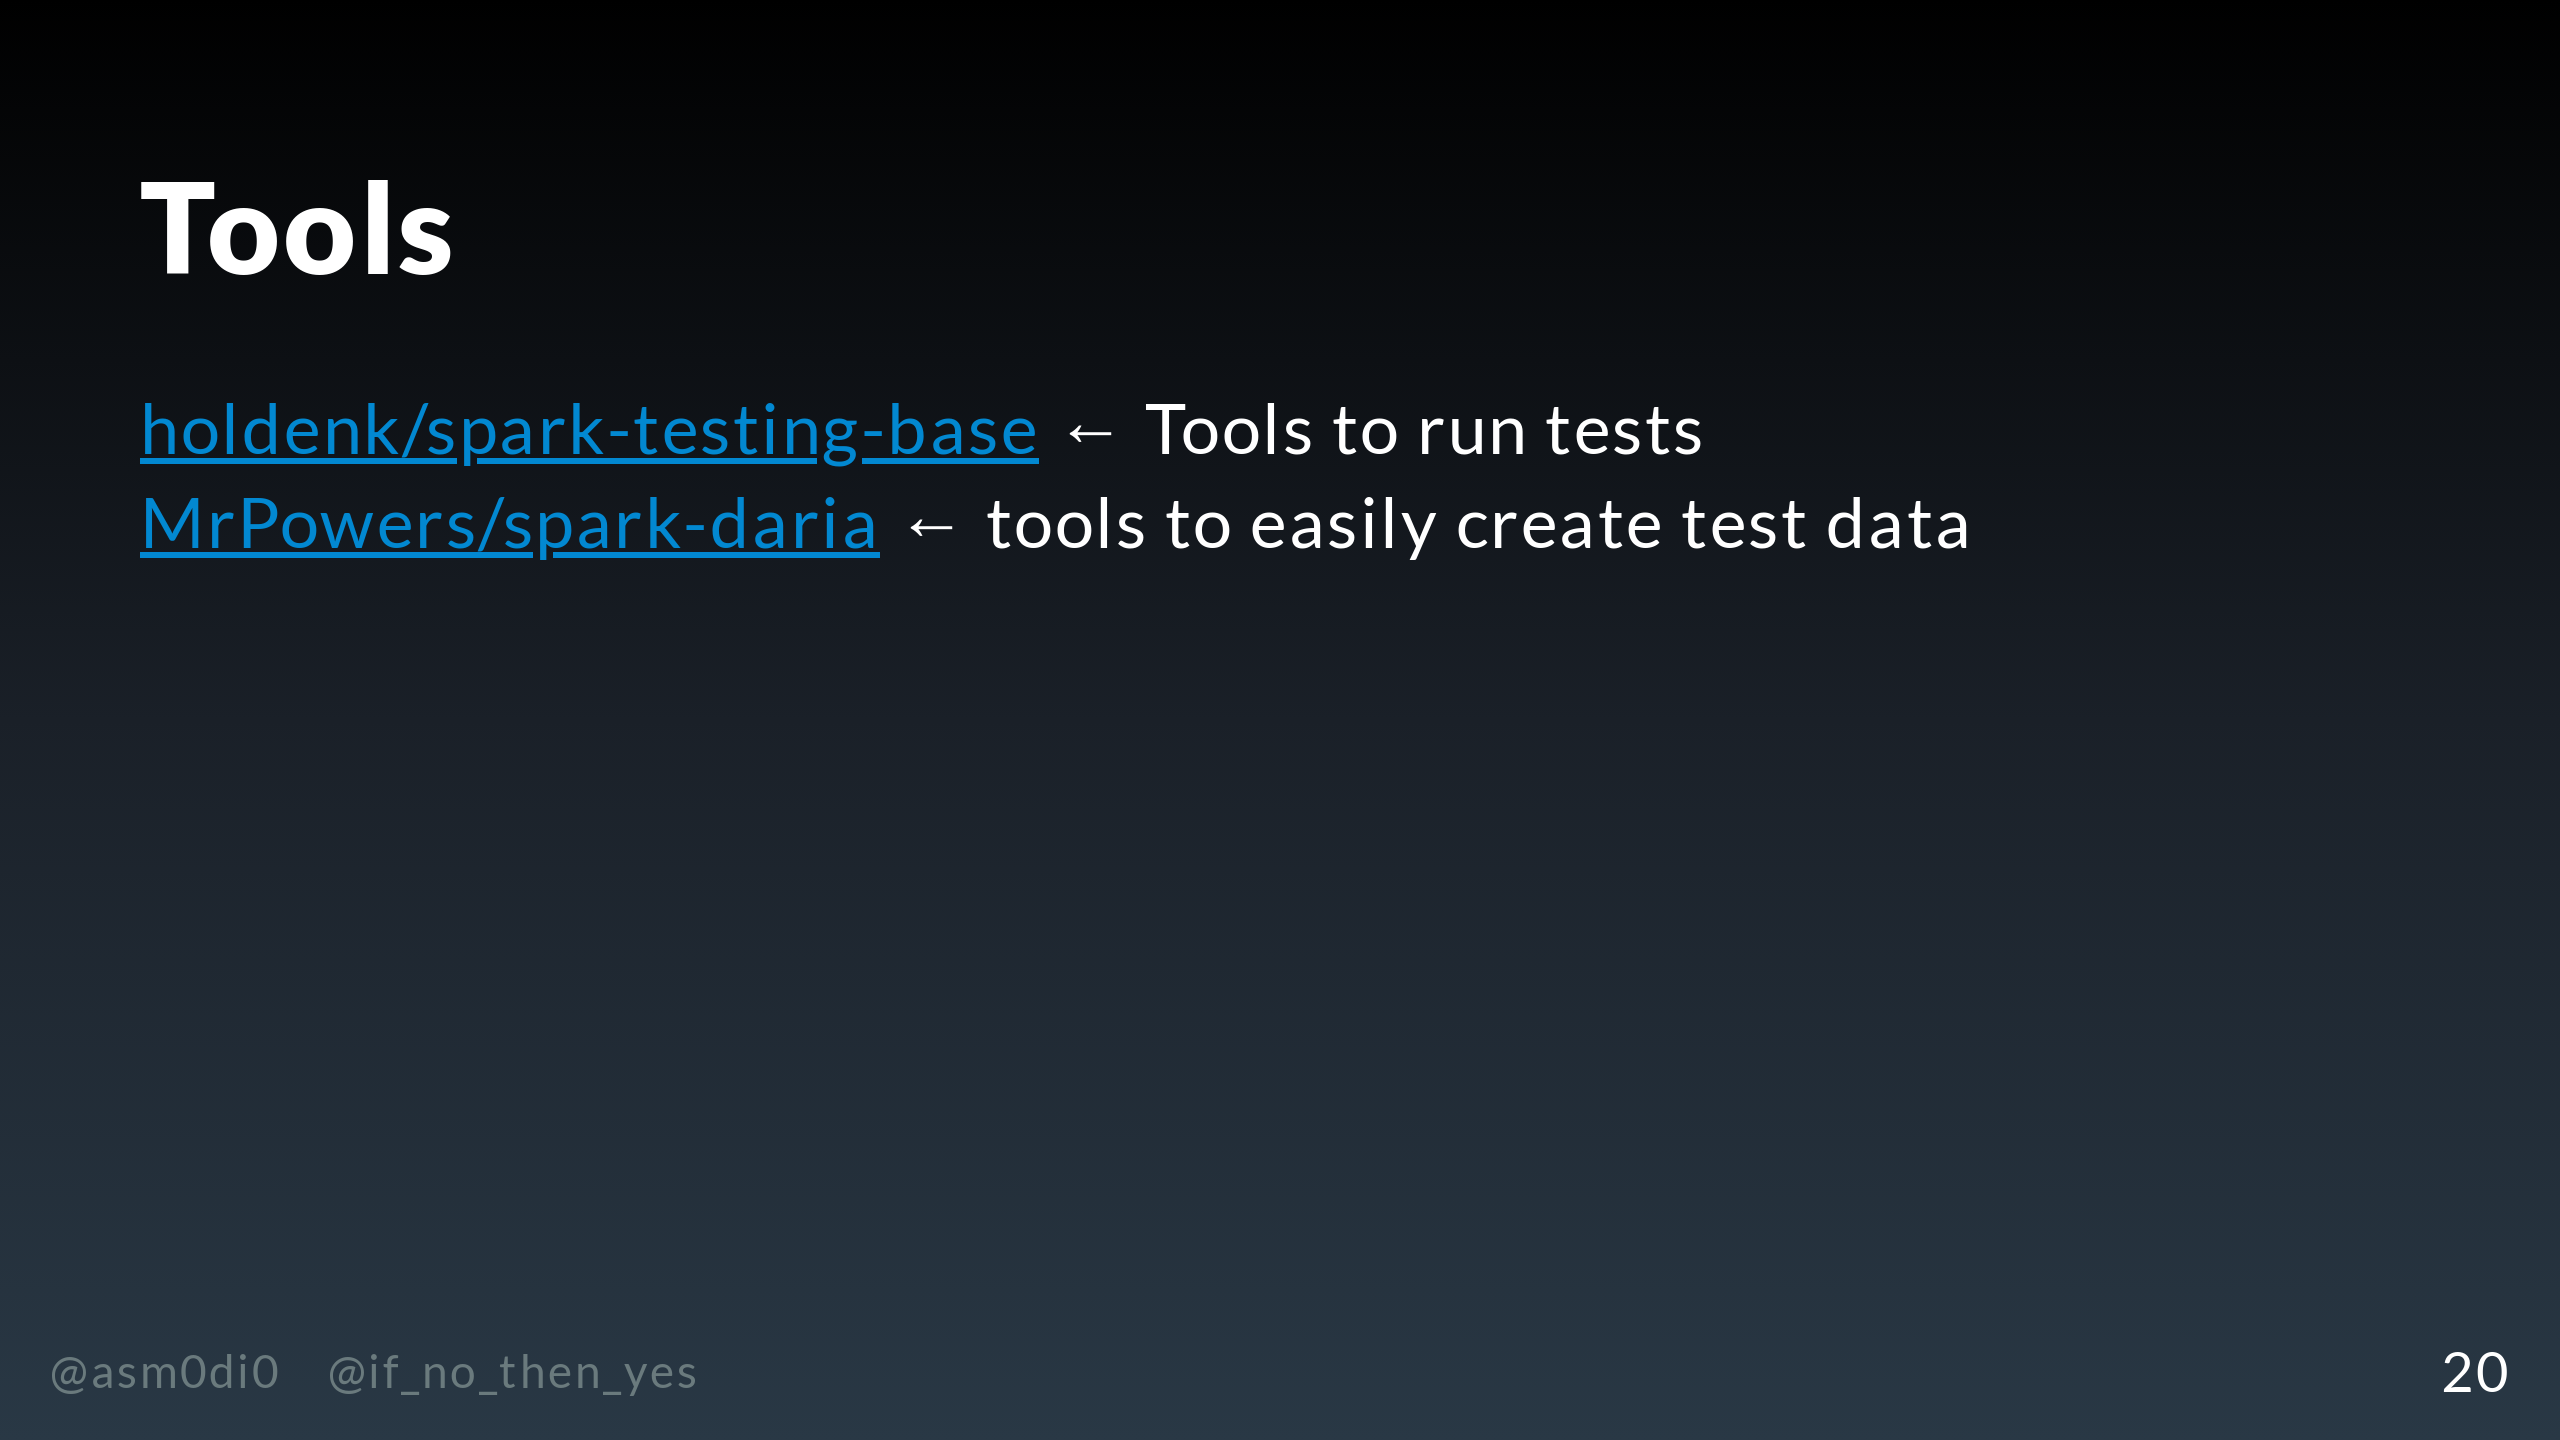 Tools
holdenk/spark-testing-base ← Tools to run tests
MrPowers/spark-daria ← tools to easily create test data
@asm0di0 @if_no_then_yes
20